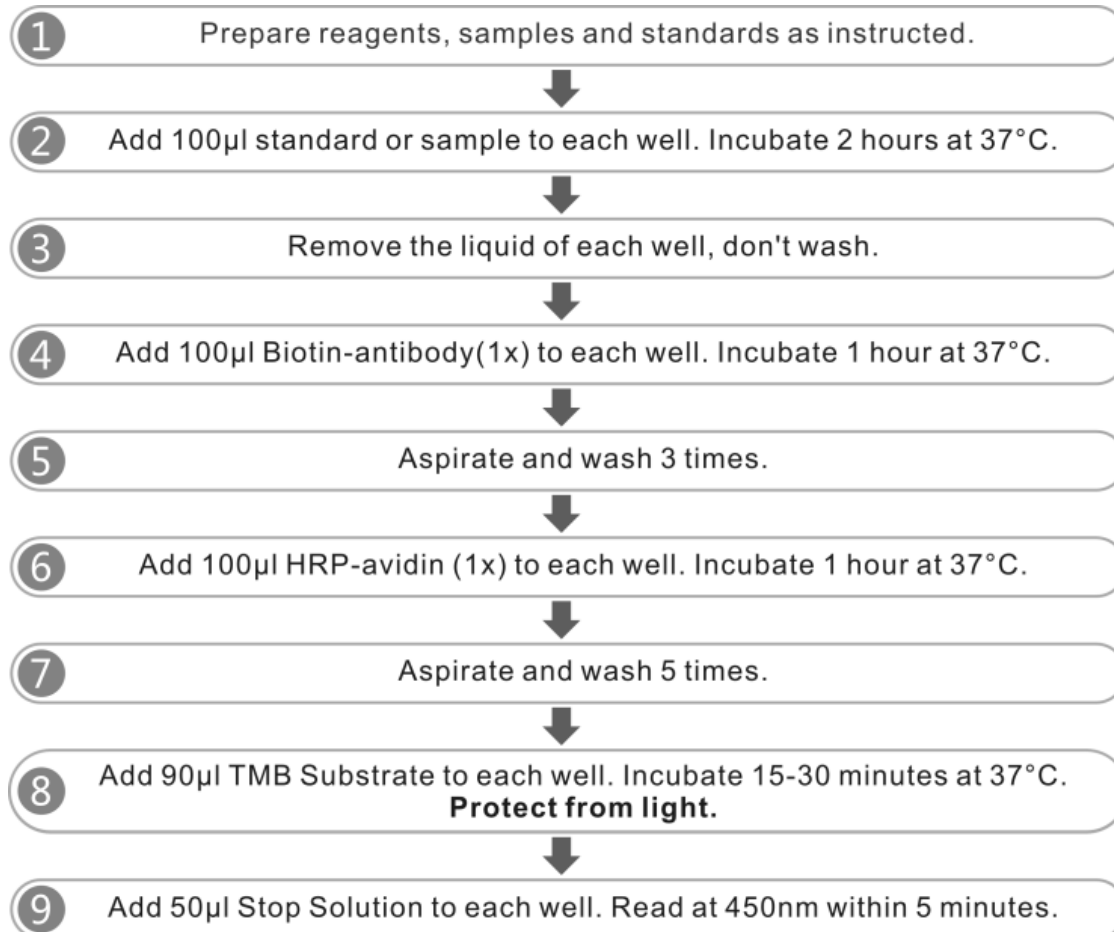 1 Prepare reagents, samples and standards as instructed.
2 Add 100µl standard or sample to each well. Incubate 2 hours at 37°C.
3 Remove the liquid of each well, don't wash.
4 Add 100µl Biotin-antibody(1x) to each well. Incubate 1 hour at 37°C.
5 Aspirate and wash 3 times.
6 Add 100µl HRP-avidin (1x) to each well. Incubate 1 hour at 37°C.
7 Aspirate and wash 5 times.
8 Add 90µl TMB Substrate to each well. Incubate 15-30 minutes at 37°C.
Protect from light.
9 Add 50µl Stop Solution to each well. Read at 450nm within 5 minutes.